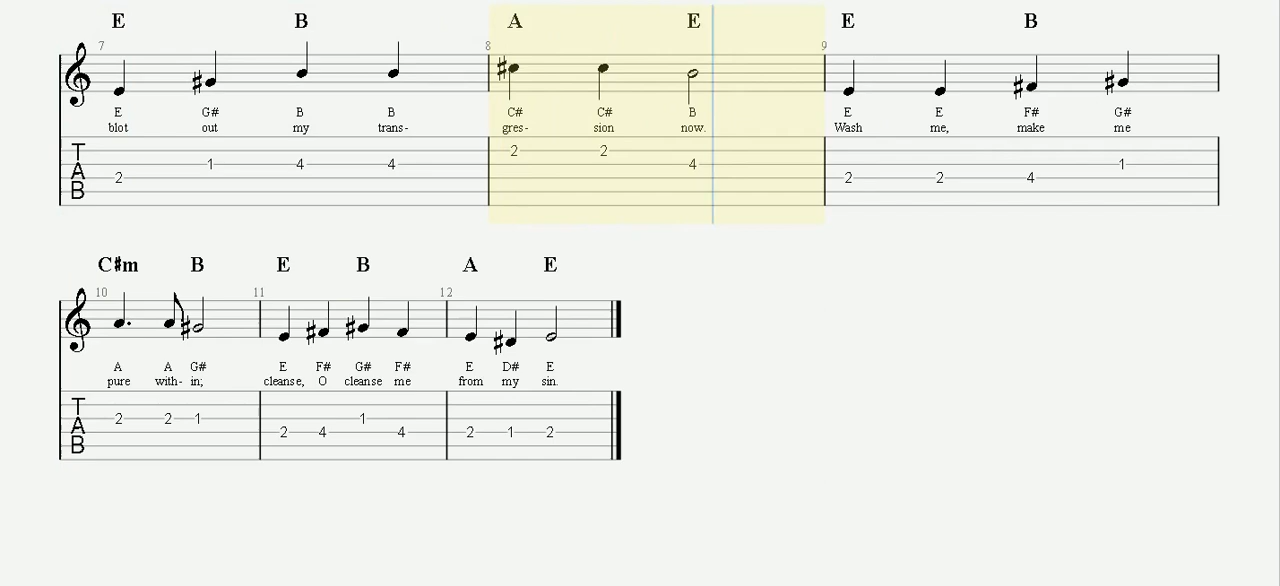 E B A E E B
7 8 9
E G# B B C# C# B E E F# G#
blot out my trans- gres- sion now. Wash me, make me
T A B
2 2
1 4 4 4 1
2 2 2 4
C#m B E B A E
10 11 12
A A G# E F# G# F# E D# E
pure with- in; cleanse, O cleanse me from my sin.
T A B
2 2 1 1
2 4 4 2 1 2